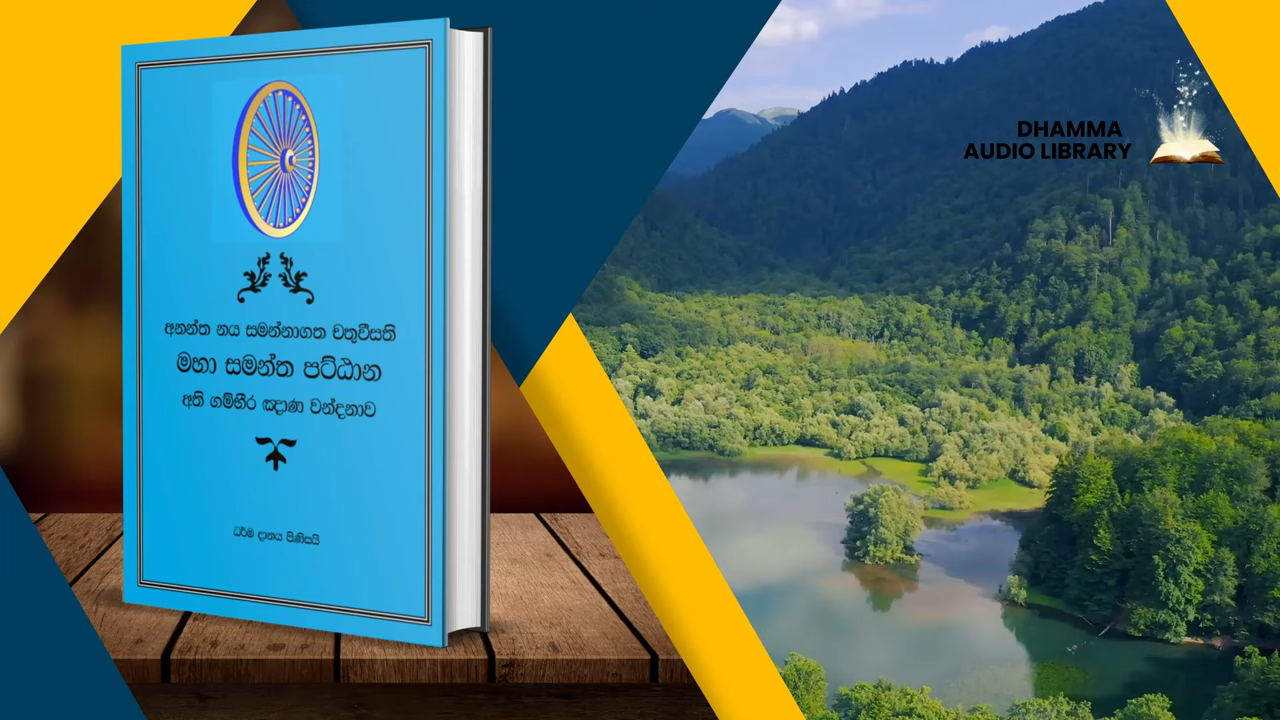 අනන්ත නය සමන්නාගත චතුවීසති
මහා සමන්ත පට්ඨාන
අති ගම්භීර ඤාණ වන්දනාව
ධර්ම දානය පිණිසයි
DHAMMA
AUDIO LIBRARY